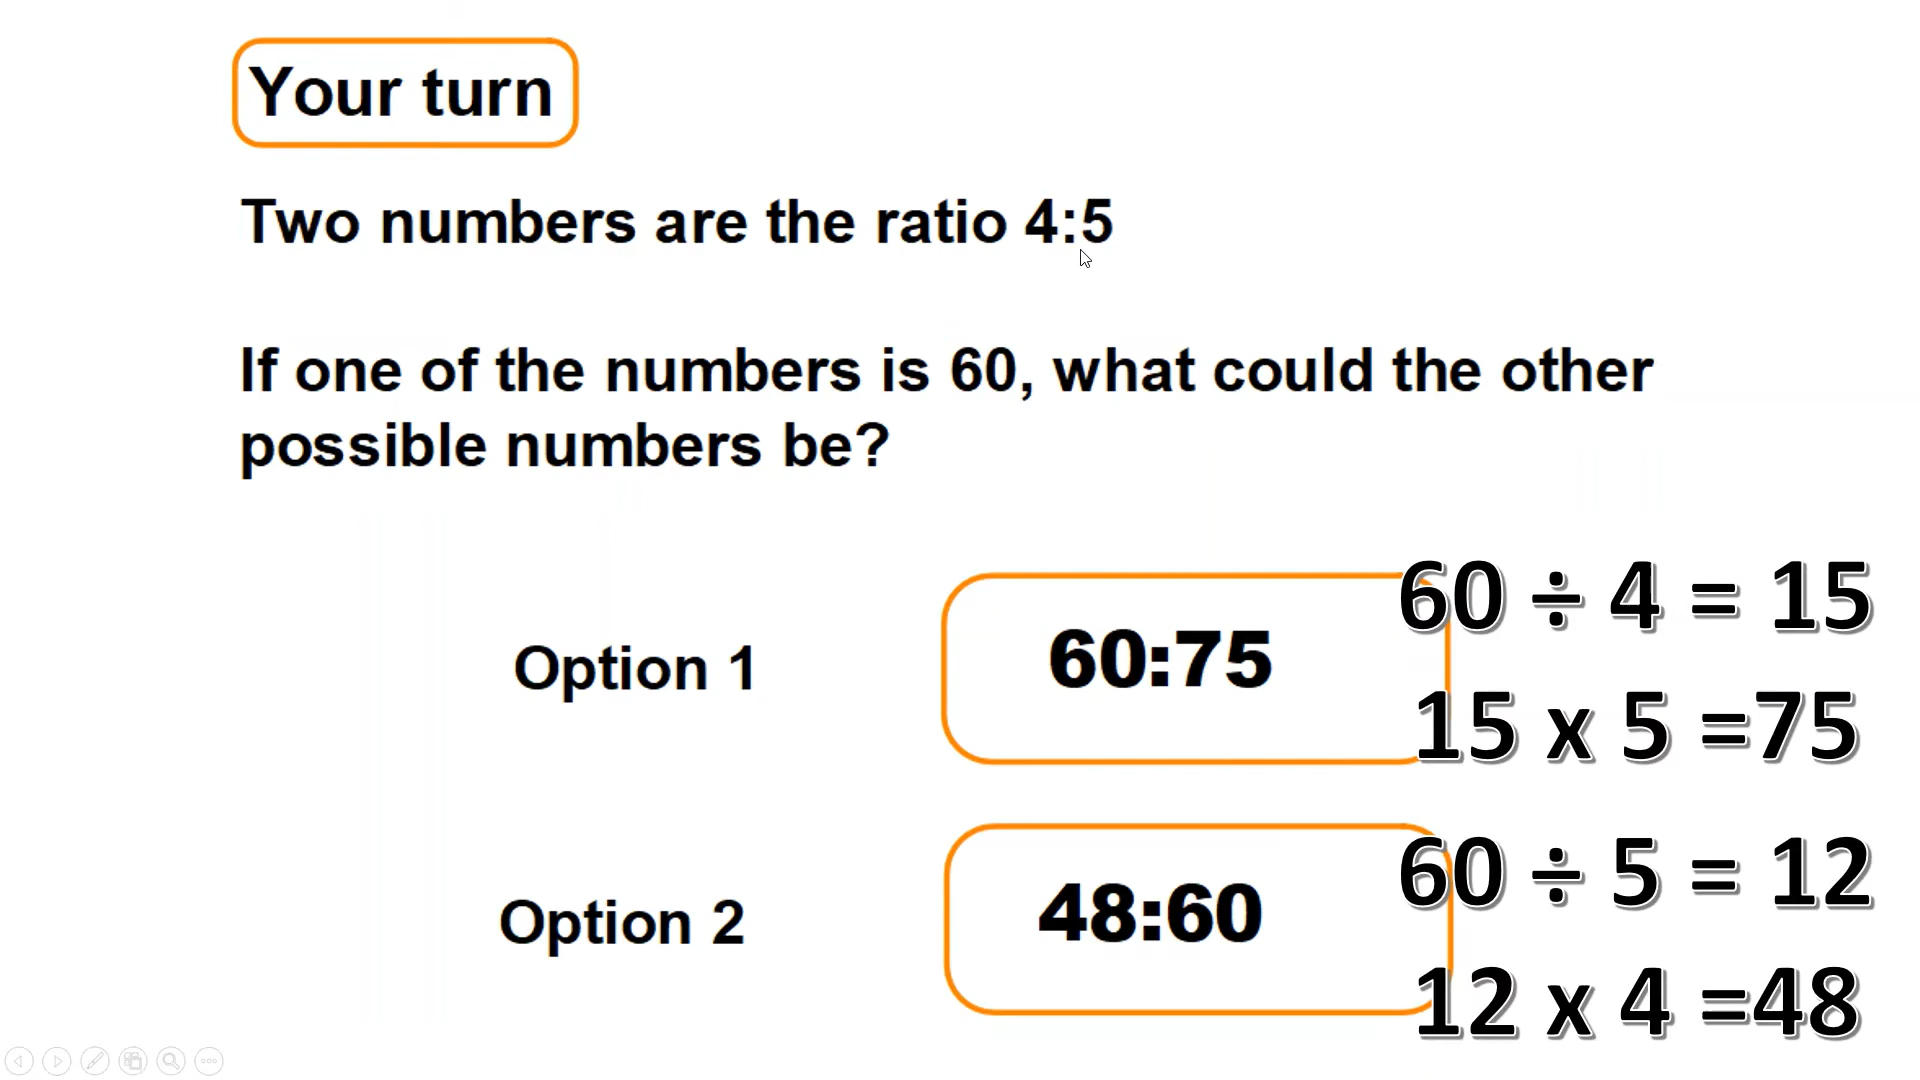 Your turn
Two numbers are the ratio 4:5
If one of the numbers is 60, what could the other
possible numbers be?
Option 1
60:75
60 ÷ 4 = 15
15 x 5 =75
Option 2
48:60
60 ÷ 5 = 12
12 x 4 =48